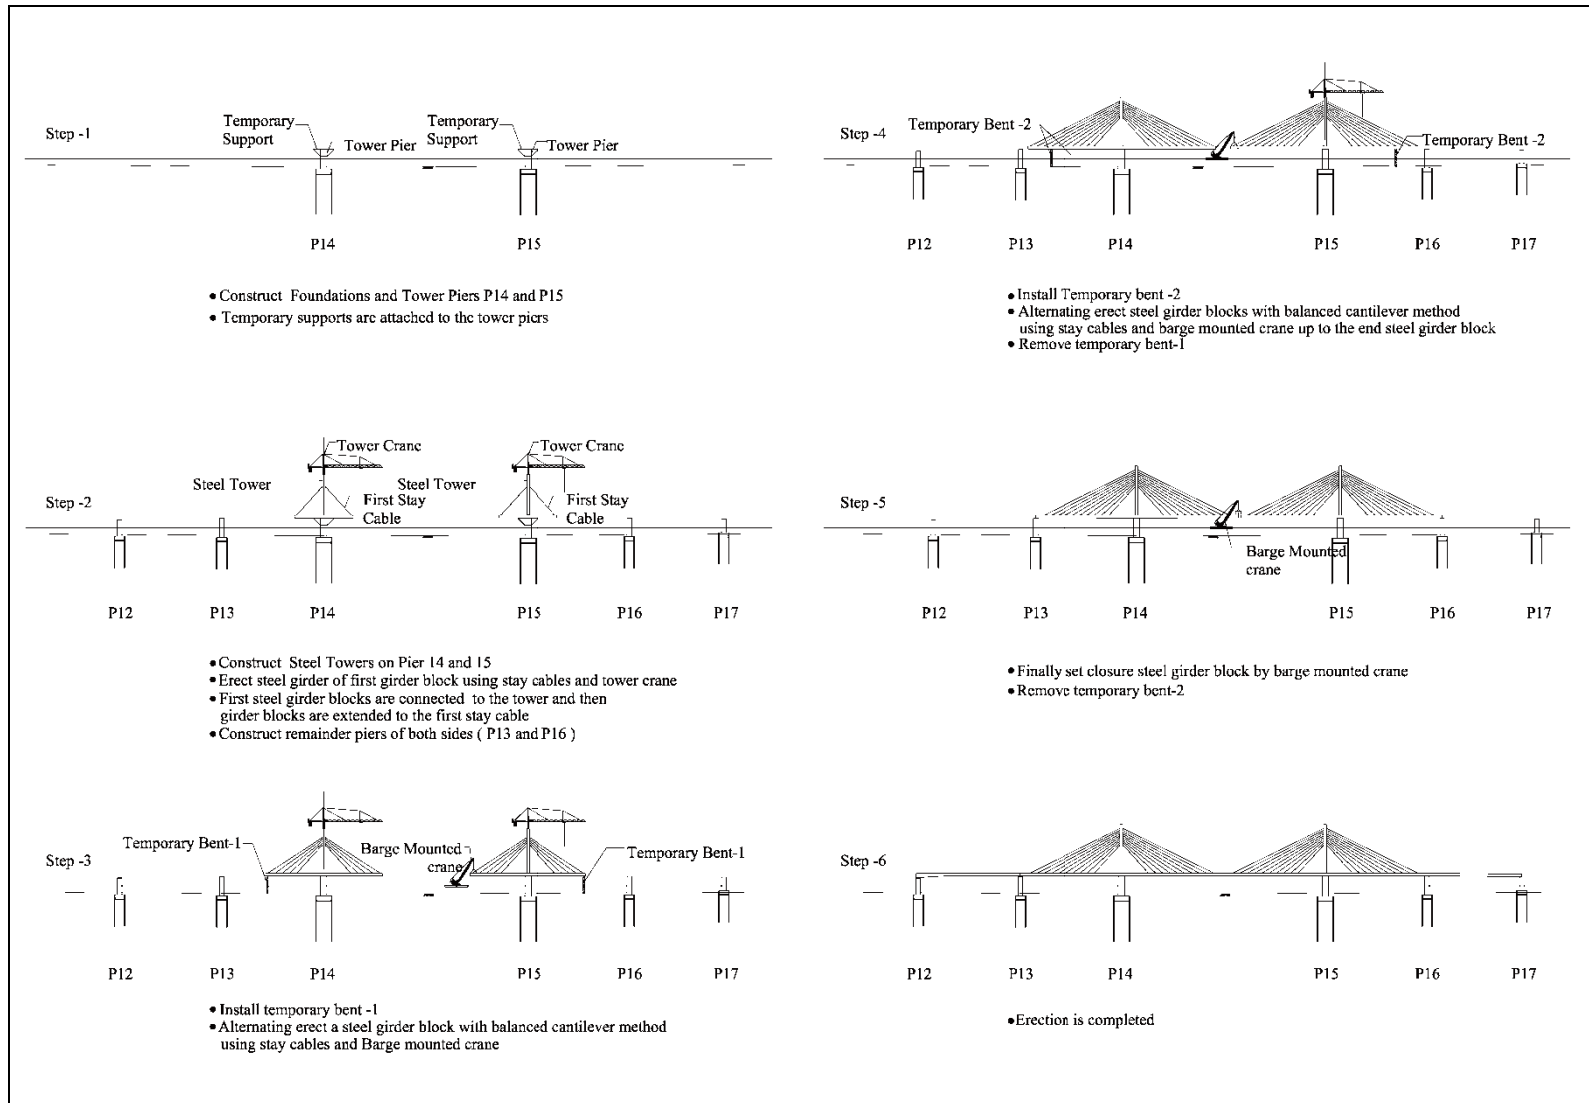 Step -1
Temporary
Support
Tower Pier
Temporary
Support
Tower Pier
P14
P15
• Construct Foundations and Tower Piers P14 and P15
• Temporary supports are attached to the tower piers
Step -2
Tower Crane
Steel Tower
First Stay
Cable
Tower Crane
Steel Tower
First Stay
Cable
P12
P13
P14
P15
P16
P17
• Construct Steel Towers on Pier 14 and 15
• Erect steel girder of first girder block using stay cables and tower crane
• First steel girder blocks are connected to the tower and then
girder blocks are extended to the first stay cable
• Construct remainder piers of both sides ( P13 and P16 )
Step -3
Temporary Bent-1
Barge Mounted
crane
Temporary Bent-1
P12
P13
P14
P15
P16
P17
• Install temporary bent -1
• Alternating erect a steel girder block with balanced cantilever method
using stay cables and Barge mounted crane
Step -4
Temporary Bent -2
Temporary Bent -2
P12
P13
P14
P15
P16
P17
• Install Temporary bent -2
• Alternating erect steel girder blocks with balanced cantilever method
using stay cables and barge mounted crane up to the end steel girder block
• Remove temporary bent-1
Step -5
Barge Mounted
crane
P12
P13
P14
P15
P16
P17
• Finally set closure steel girder block by barge mounted crane
• Remove temporary bent-2
Step -6
P12
P13
P14
P15
P16
P17
•Erection is completed